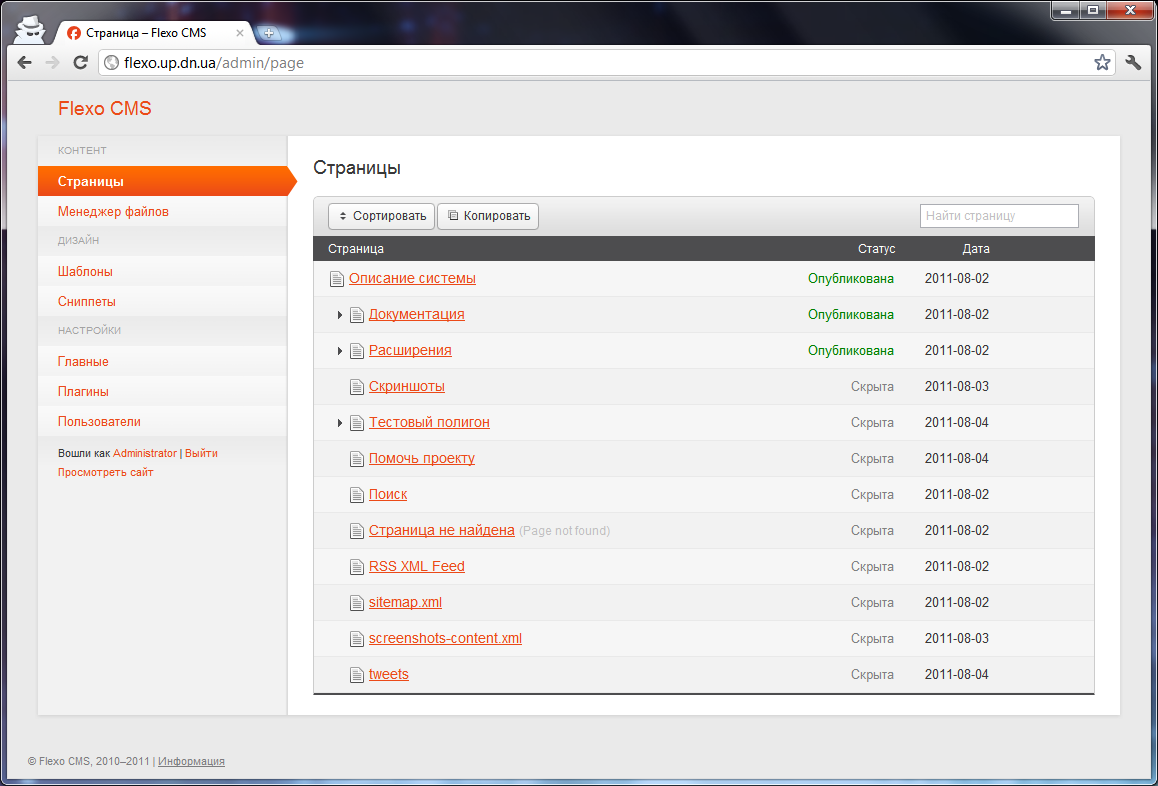 Страница – Flexo CMS
flexo.up.dn.ua/admin/page
Flexo CMS
КОНТЕНТ
Страницы
Менеджер файлов
ДИЗАЙН
Шаблоны
Сниппеты
НАСТРОЙКИ
Главные
Плагины
Пользователи
Вошли как Administrator | Выйти
Просмотреть сайт
Страницы
Сортировать Копировать Найти страницу
Страница Статус Дата
Описание системы Опубликована 2011-08-02
Документация Опубликована 2011-08-02
Расширения Опубликована 2011-08-02
Скриншоты Скрыта 2011-08-03
Тестовый полигон Скрыта 2011-08-04
Помочь проекту Скрыта 2011-08-04
Поиск Скрыта 2011-08-02
Страница не найдена (Page not found) Скрыта 2011-08-02
RSS XML Feed Скрыта 2011-08-02
sitemap.xml Скрыта 2011-08-02
screenshots-content.xml Скрыта 2011-08-03
tweets Скрыта 2011-08-04
© Flexo CMS, 2010–2011 | Информация